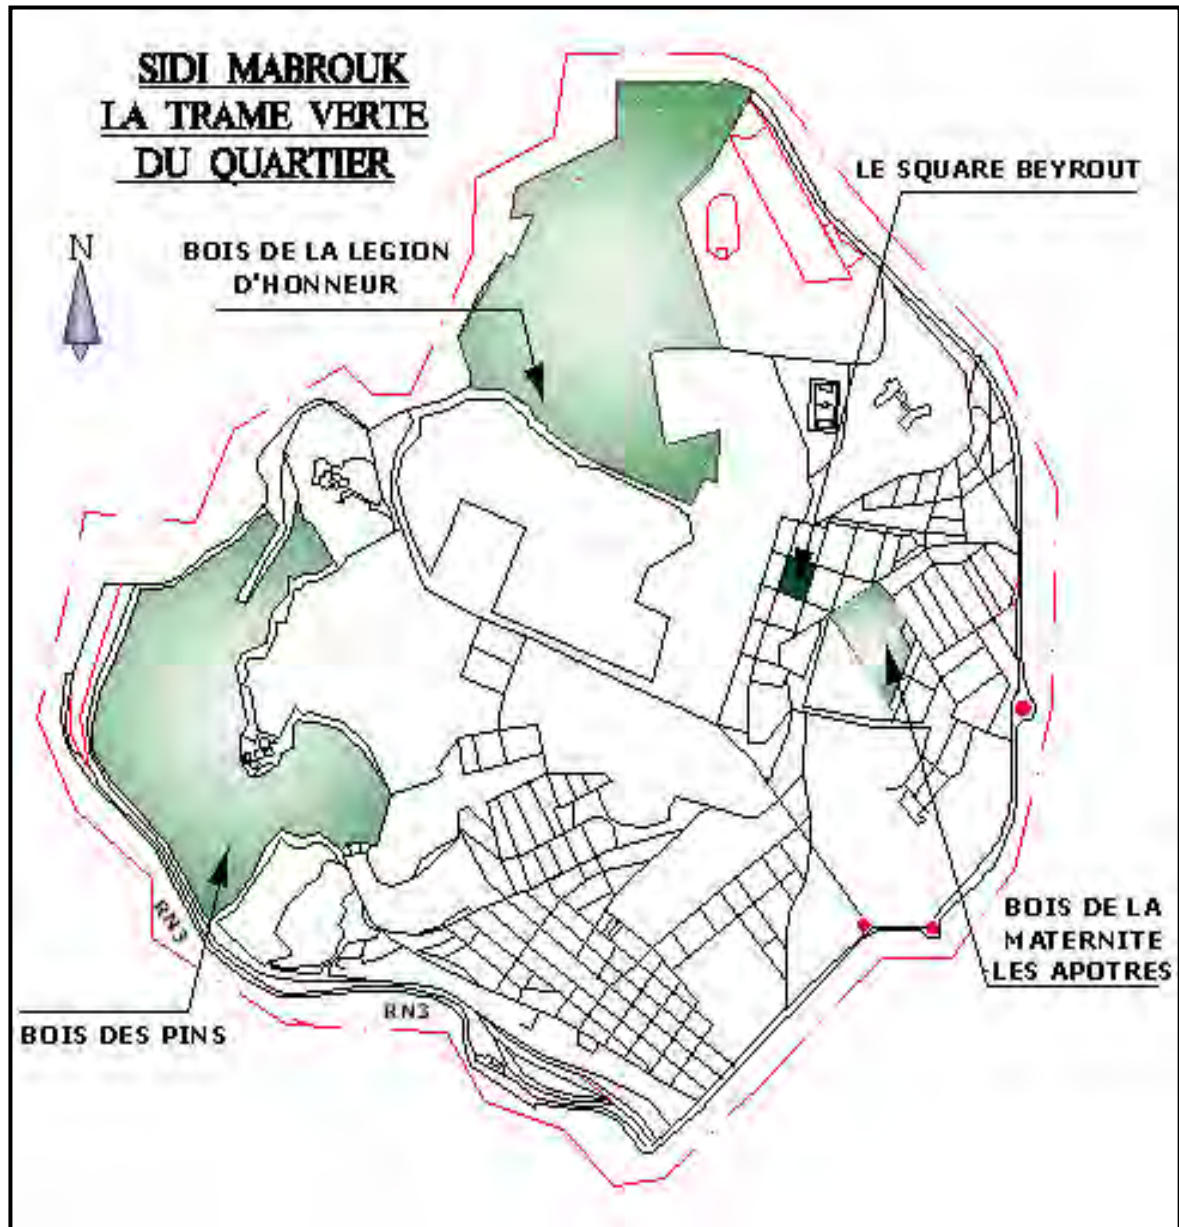 SIDI MABROUK
LA TRAME VERTE
DU QUARTIER
LE SQUARE BEYROUT
N
BOIS DE LA LEGION
D'HONNEUR
RN3
BOIS DE LA
MATERNITE
LES APOTRES
RN3
BOIS DES PINS